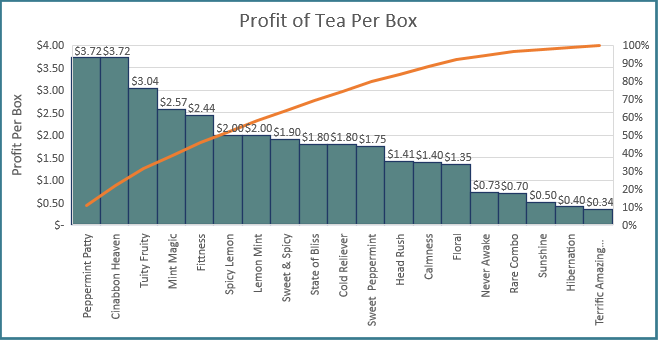 Profit of Tea Per Box
Profit Per Box
$4.00
$3.50
$3.00
$2.50
$2.00
$1.50
$1.00
$0.50
$-
$3.72 $3.72 $3.04 $2.57 $2.44 $2.00 $2.00 $1.90 $1.80 $1.80 $1.75 $1.41 $1.40 $1.35 $0.73 $0.70 $0.50 $0.40 $0.34
100%
90%
80%
70%
60%
50%
40%
30%
20%
10%
0%
Peppermint Patty
Cinabbon Heaven
Tuity Fruity
Mint Magic
Fittness
Spicy Lemon
Lemon Mint
Sweet & Spicy
State of Bliss
Cold Reliever
Sweet Peppermint
Head Rush
Calmness
Floral
Never Awake
Rare Combo
Sunshine
Hibernation
Terrific Amazing...